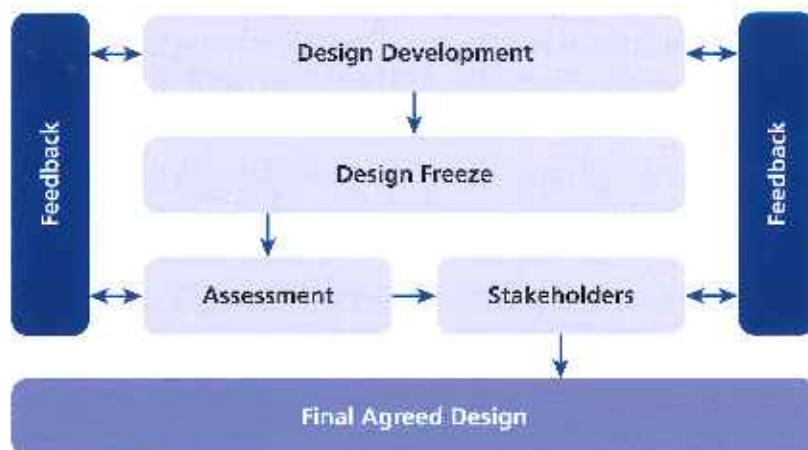 Design Development
Feedback
Feedback
Design Freeze
Assessment
Stakeholders
Final Agreed Design